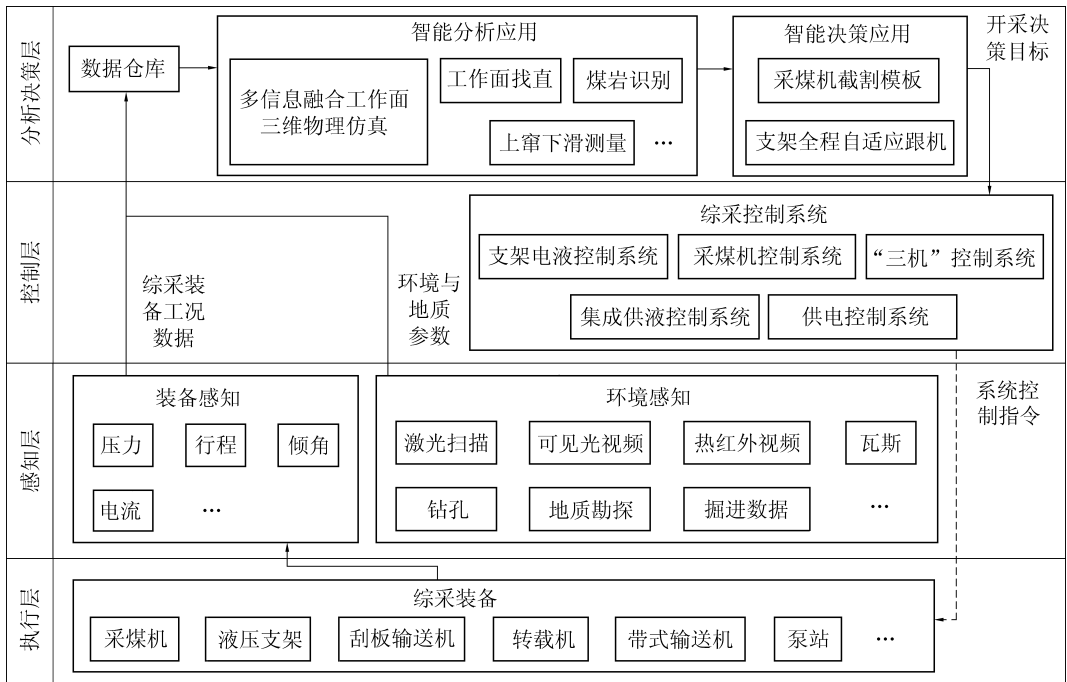 分析决策层
数据仓库
智能分析应用
多信息融合工作面
三维物理仿真
工作面找直
煤岩识别
上窜下滑测量
…
智能决策应用
采煤机截割模板
支架全程自适应跟机
开采决
策目标
控制层
综采装
备工况
数据
环境与
地质
参数
综采控制系统
支架电液控制系统
采煤机控制系统
“三机”控制系统
集成供液控制系统
供电控制系统
感知层
装备感知
压力
行程
倾角
电流
…
环境感知
激光扫描
可见光视频
热红外视频
瓦斯
钻孔
地质勘探
掘进数据
…
系统控
制指令
执行层
综采装备
采煤机
液压支架
刮板输送机
转载机
带式输送机
泵站
…